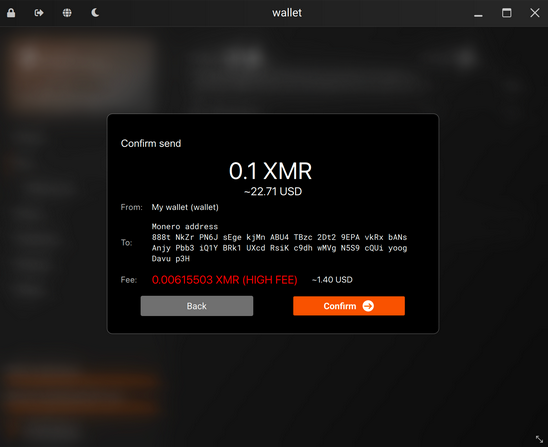 wallet
Confirm send
0.1 XMR
~22.71 USD
From: My wallet (wallet)
Monero address
To: 888t NkZr PN6J sEge kjMn ABU4 TBzc 2Dt2 9EPA vkRx bANs
Anjy Pbb3 iQ1Y BRk1 UXcd RsiK c9dh wMVg N5S9 cQUi yoog
Davu p3H
Fee: 0.00615503 XMR (HIGH FEE) ~1.40 USD
Back Confirm